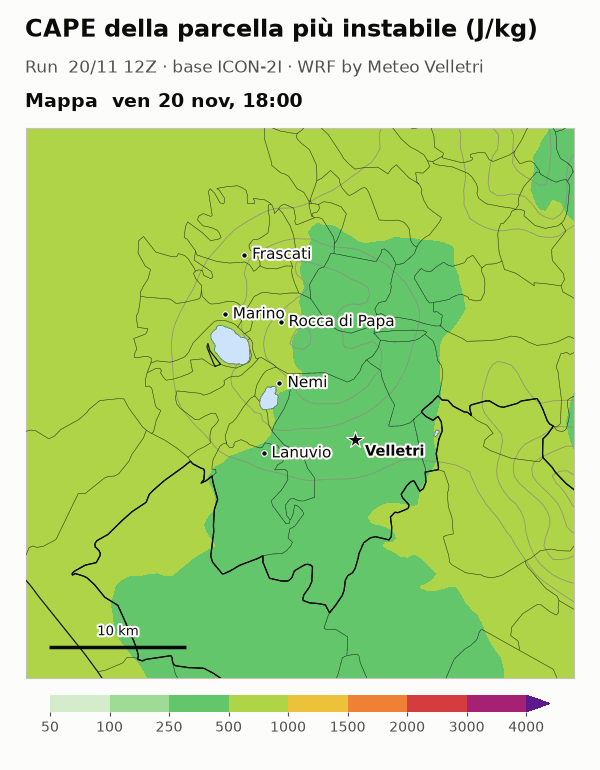 CAPE della parcella più instabile (J/kg)
Run  20/11 12Z · base ICON-2I · WRF by Meteo Velletri
Mappa  ven 20 nov, 18:00
Frascati
Marino
Rocca di Papa
Nemi
Velletri
Lanuvio
10 km
50 100 250 500 1000 1500 2000 3000 4000